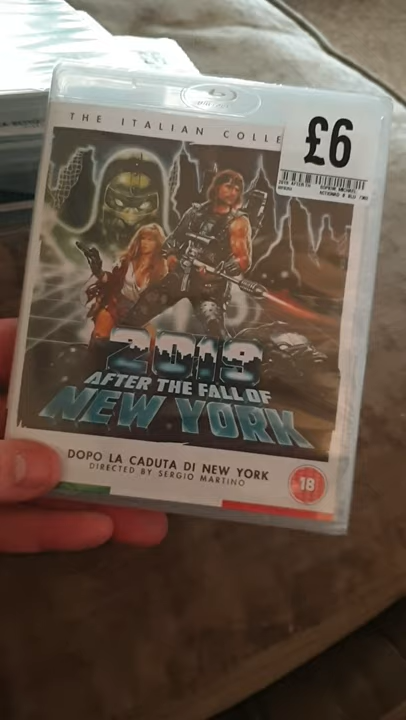 THE ITALIAN COLLE
£6
2019
AFTER THE FALL OF
NEW YORK
DOPO LA CADUTA DI NEW YORK
DIRECTED BY SERGIO MARTINO
18